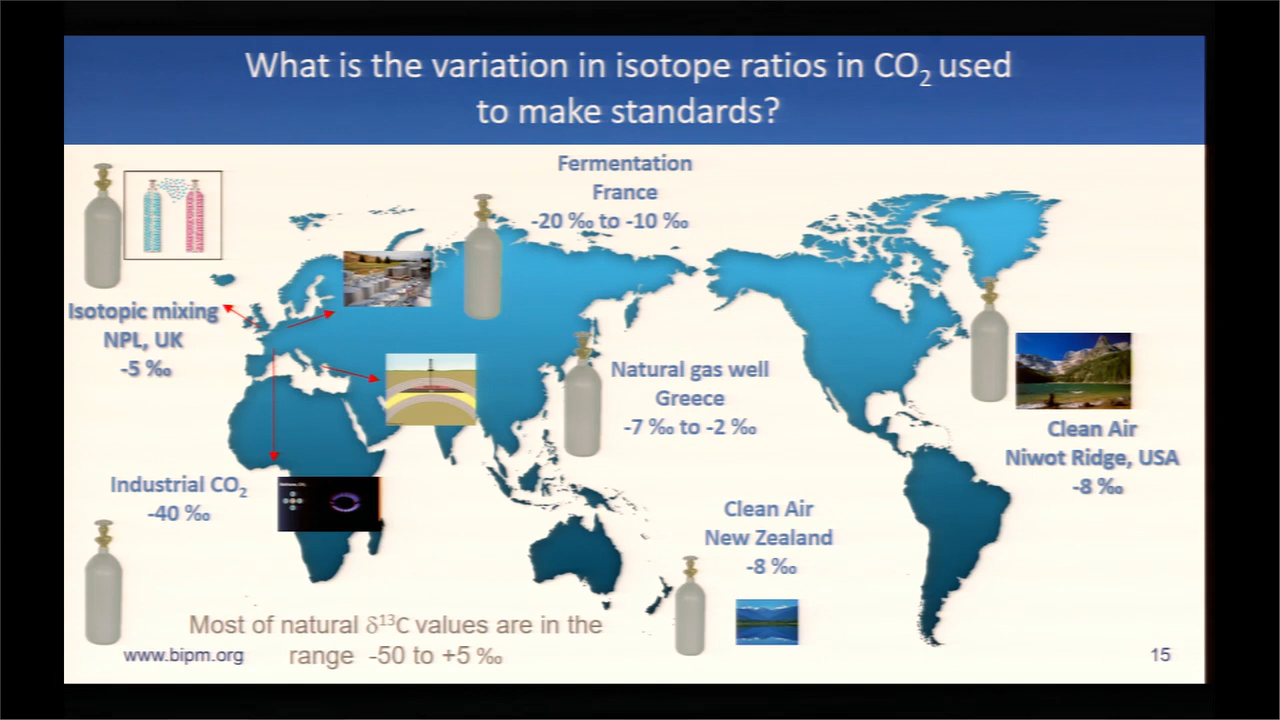 What is the variation in isotope ratios in CO₂ used
to make standards?
Fermentation
France
-20 ‰ to -10 ‰
Isotopic mixing
NPL, UK
-5 ‰
Natural gas well
Greece
-7 ‰ to -2 ‰
Clean Air
Niwot Ridge, USA
-8 ‰
Industrial CO₂
-40 ‰
Clean Air
New Zealand
-8 ‰
Most of natural δ¹³C values are in the
range -50 to +5 ‰
www.bipm.org
15